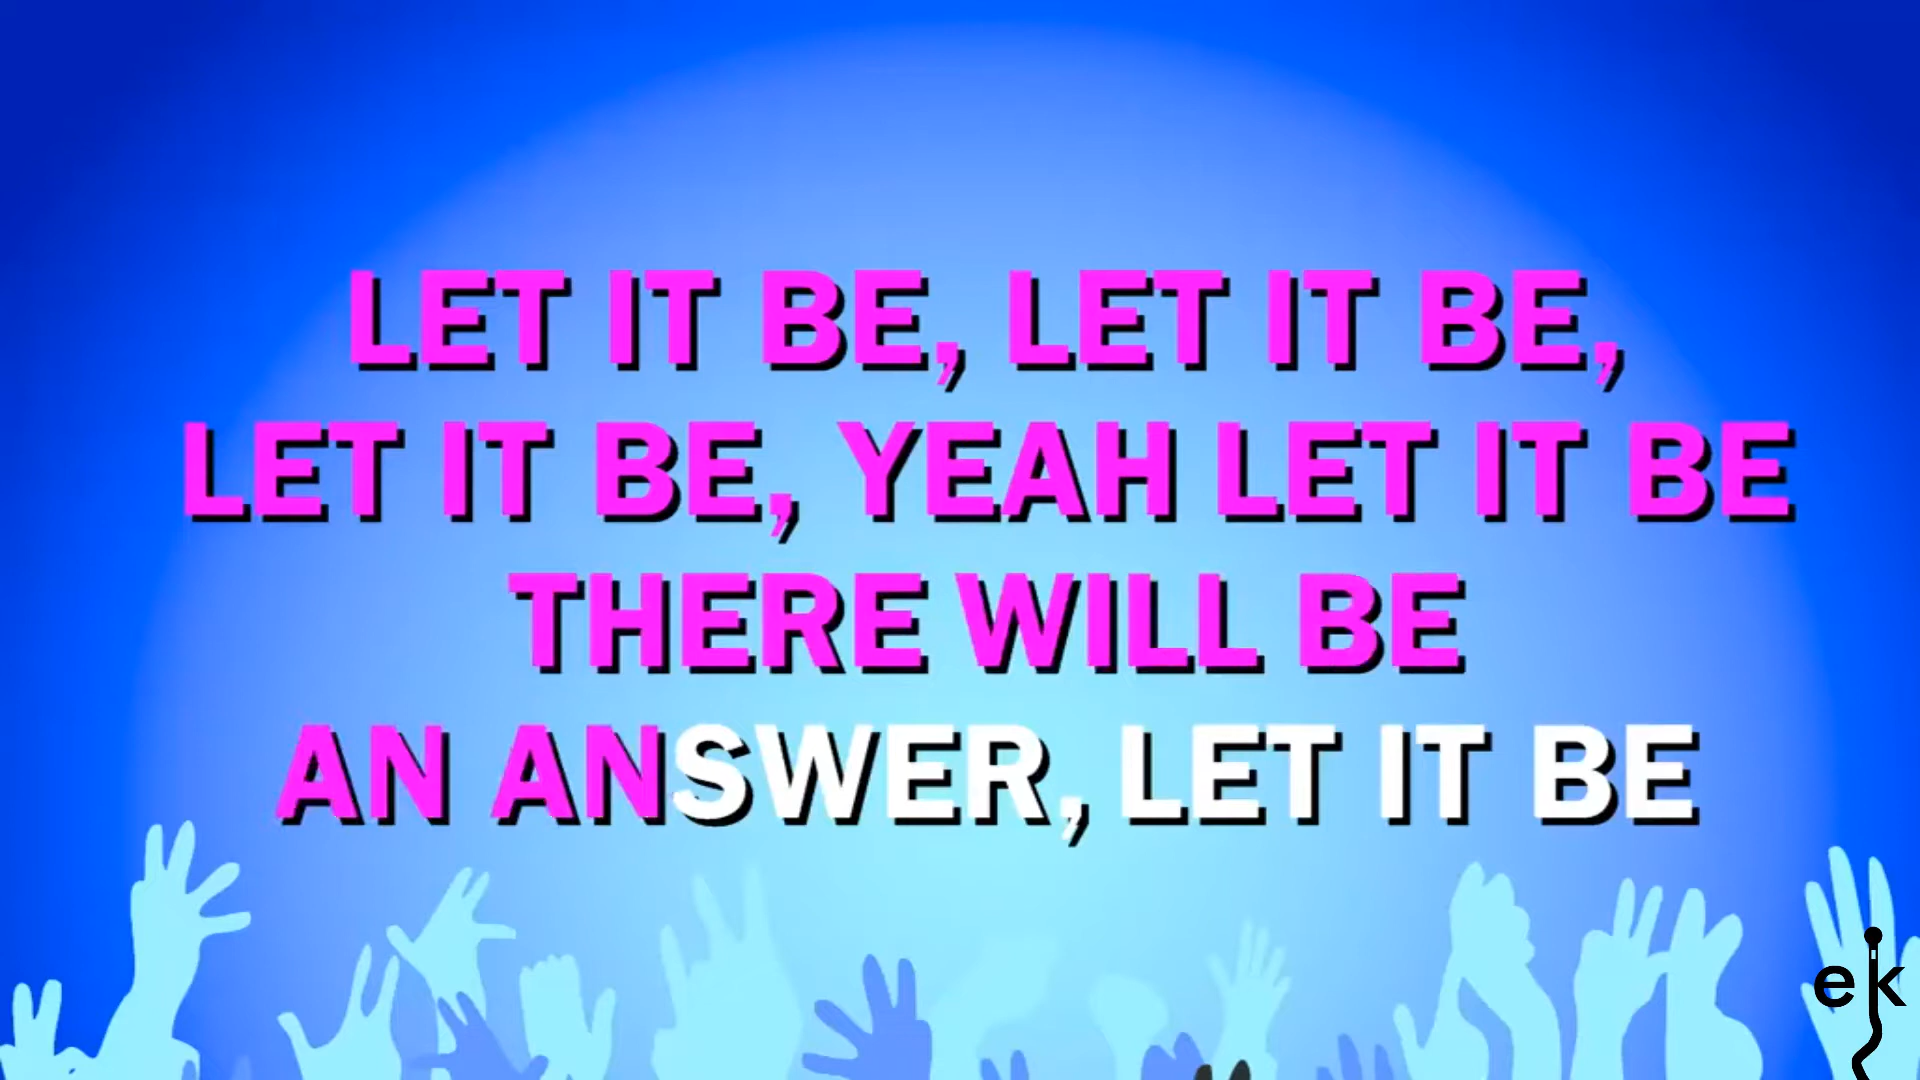 LET IT BE, LET IT BE,
LET IT BE, YEAH LET IT BE
THERE WILL BE
AN ANSWER, LET IT BE
ek